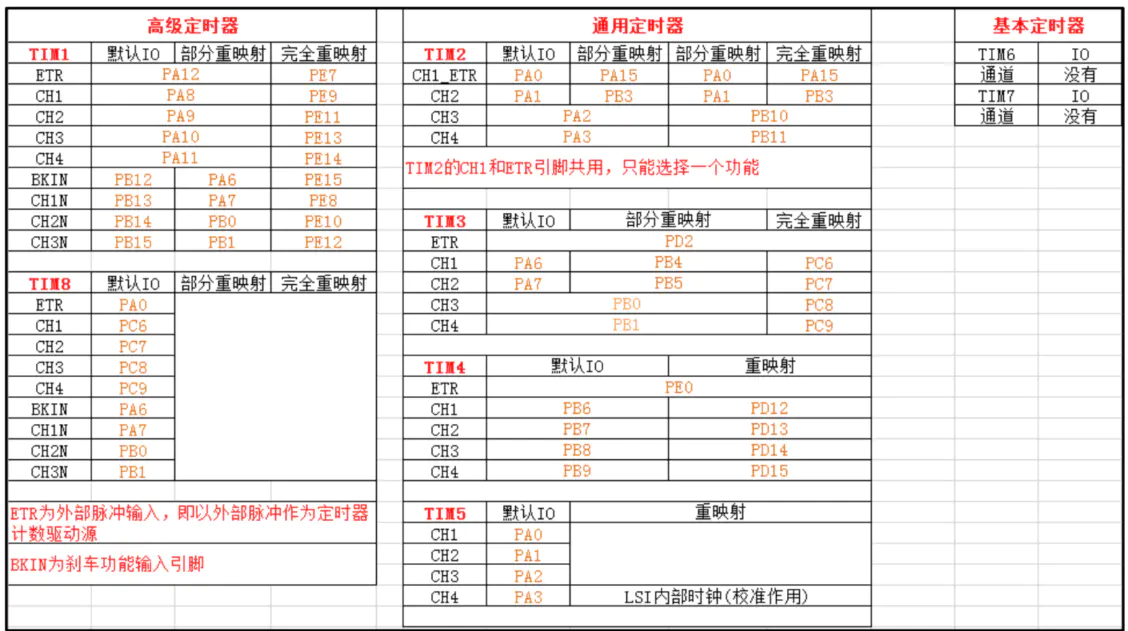 高级定时器
TIM1 默认IO 部分重映射 完全重映射
ETR PA12 PE7
CH1 PA8 PE9
CH2 PA9 PE11
CH3 PA10 PE13
CH4 PA11 PE14
BKIN PB12 PA6 PE15
CH1N PB13 PA7 PE8
CH2N PB14 PB0 PE10
CH3N PB15 PB1 PE12
TIM8 默认IO 部分重映射 完全重映射
ETR PA0
CH1 PC6
CH2 PC7
CH3 PC8
CH4 PC9
BKIN PA6
CH1N PA7
CH2N PB0
CH3N PB1
ETR为外部脉冲输入，即以外部脉冲作为定时器
计数驱动源
BKIN为刹车功能输入引脚
通用定时器
TIM2 默认IO 部分重映射 部分重映射 完全重映射
CH1_ETR PA0 PA15 PA0 PA15
CH2 PA1 PB3 PA1 PB3
CH3 PA2 PB10
CH4 PA3 PB11
TIM2的CH1和ETR引脚共用，只能选择一个功能
TIM3 默认IO 部分重映射 完全重映射
ETR PD2
CH1 PA6 PB4 PC6
CH2 PA7 PB5 PC7
CH3 PB0 PC8
CH4 PB1 PC9
TIM4 默认IO 重映射
ETR PE0
CH1 PB6 PD12
CH2 PB7 PD13
CH3 PB8 PD14
CH4 PB9 PD15
TIM5 默认IO 重映射
CH1 PA0
CH2 PA1
CH3 PA2
CH4 PA3 LSI内部时钟(校准作用)
基本定时器
TIM6 IO
通道 没有
TIM7 IO
通道 没有